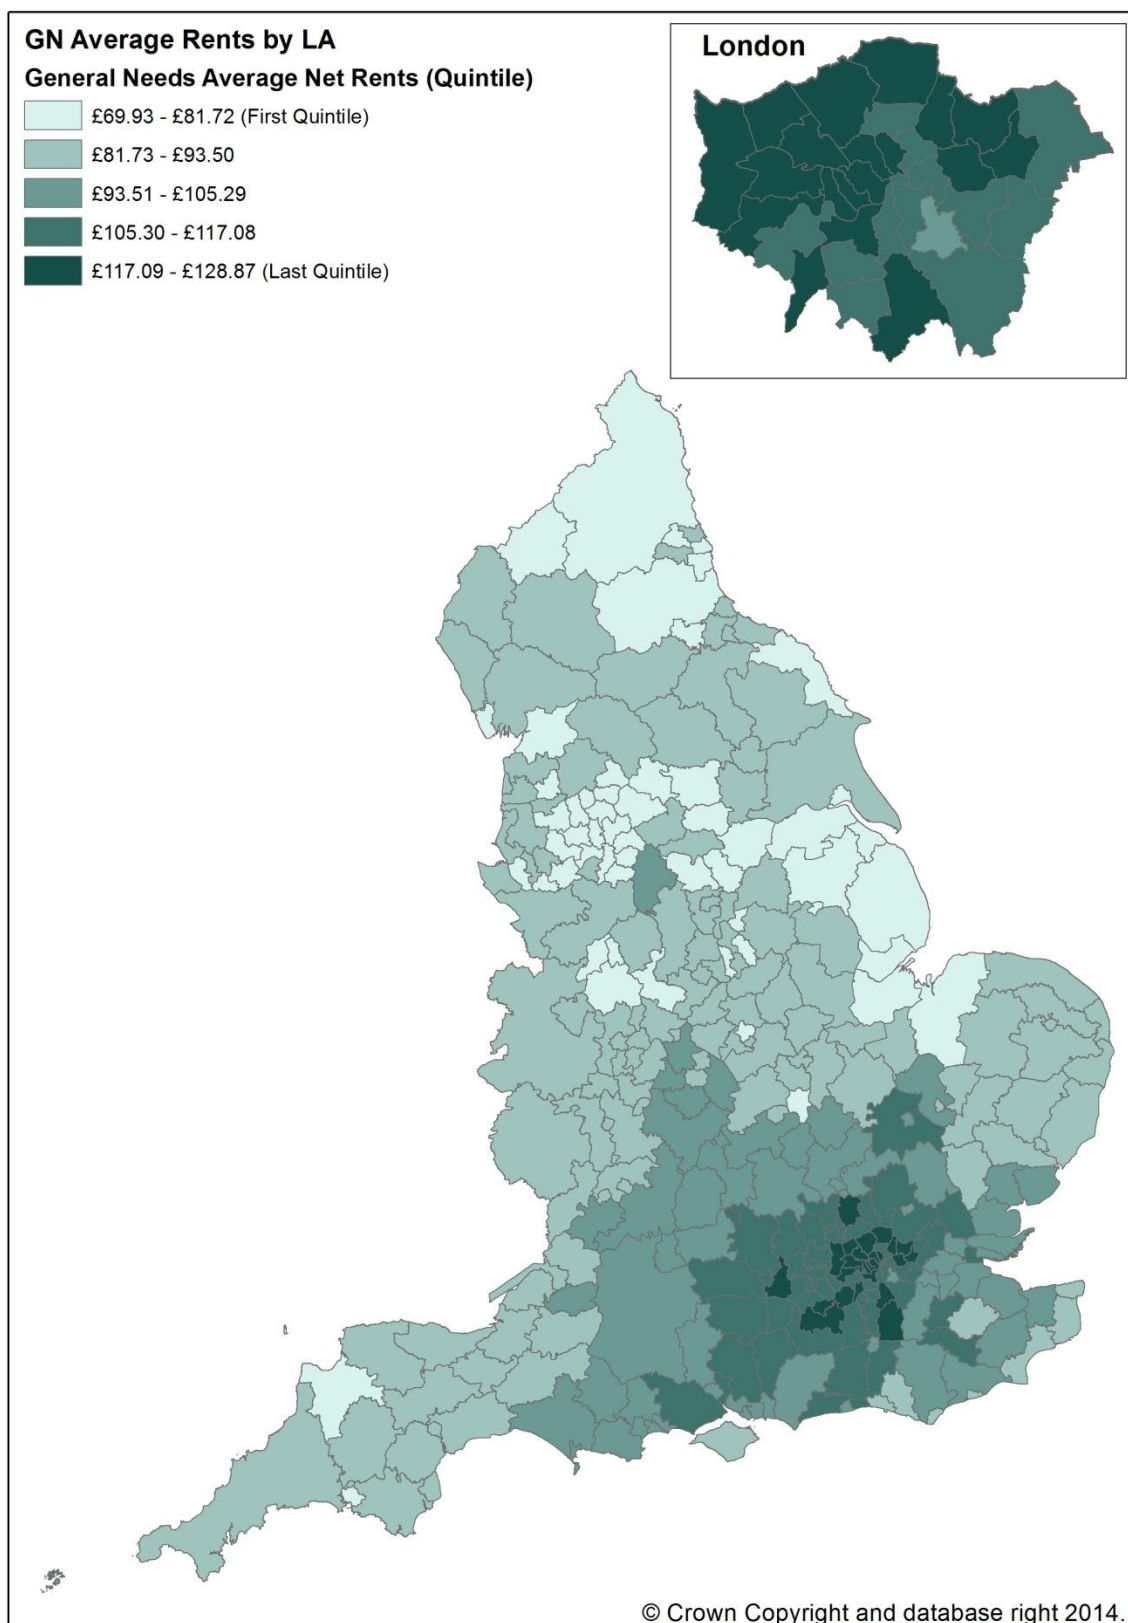 GN Average Rents by LA
General Needs Average Net Rents (Quintile)
£69.93 - £81.72 (First Quintile)
£81.73 - £93.50
£93.51 - £105.29
£105.30 - £117.08
£117.09 - £128.87 (Last Quintile)
London
© Crown Copyright and database right 2014.